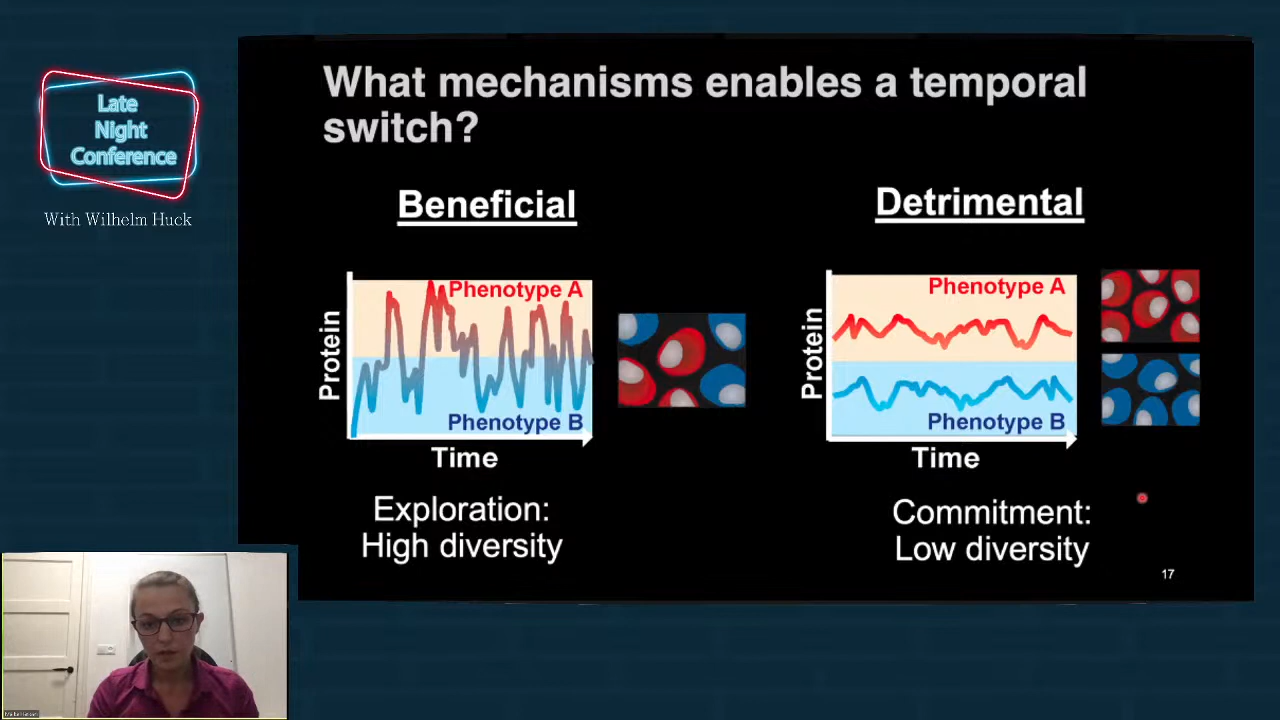 Late
Night
Conference
With Wilhelm Huck
What mechanisms enables a temporal
switch?
Beneficial
Protein
Phenotype A
Phenotype B
Time
Exploration:
High diversity
Detrimental
Protein
Phenotype A
Phenotype B
Time
Commitment:
Low diversity
17